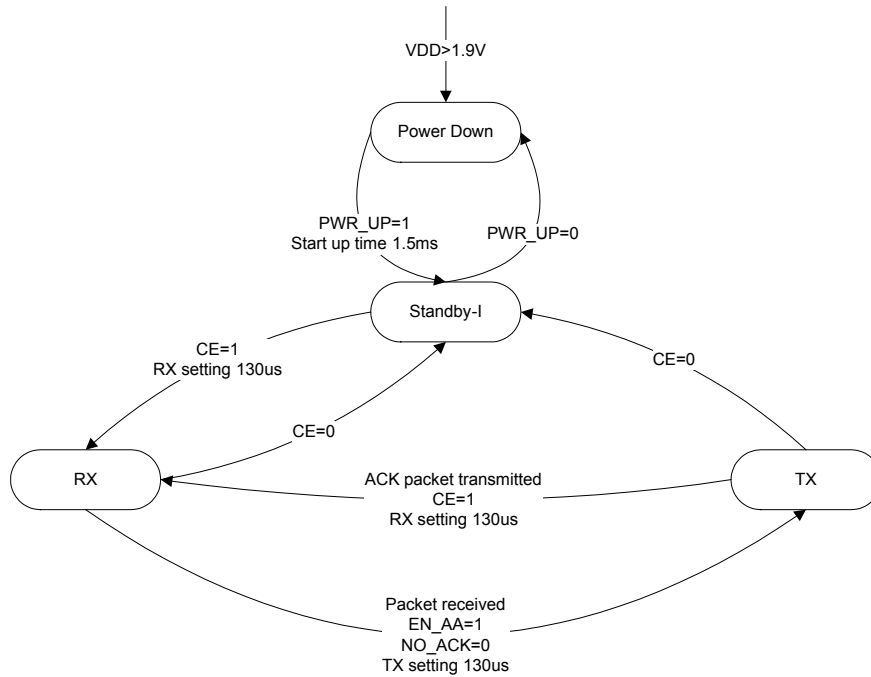 VDD>1.9V
Power Down
PWR_UP=1
Start up time 1.5ms
PWR_UP=0
Standby-I
CE=1
RX setting 130us
CE=0
CE=0
RX
ACK packet transmitted
CE=1
RX setting 130us
TX
Packet received
EN_AA=1
NO_ACK=0
TX setting 130us